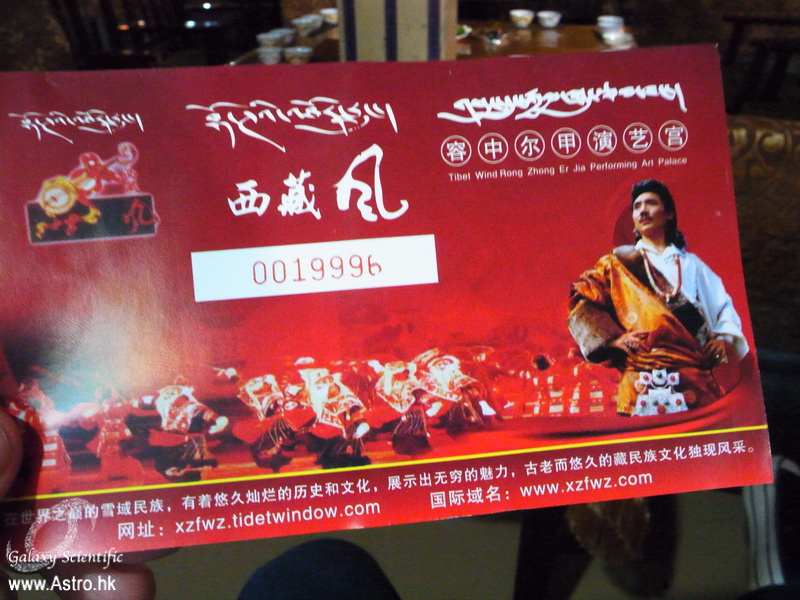 西藏风
容中尔甲演艺宫
Tibet Wind Rong Zhong Er Jia Performing Art Palace
风
0019996
在世界之巅的雪域民族，有着悠久灿烂的历史和文化，展示出无穷的魅力，古老而悠久的藏民族文化独现风采。
网址：xzfwz.tidetwindow.com
国际域名：www.xzfwz.com
Galaxy Scientific
www.Astro.hk